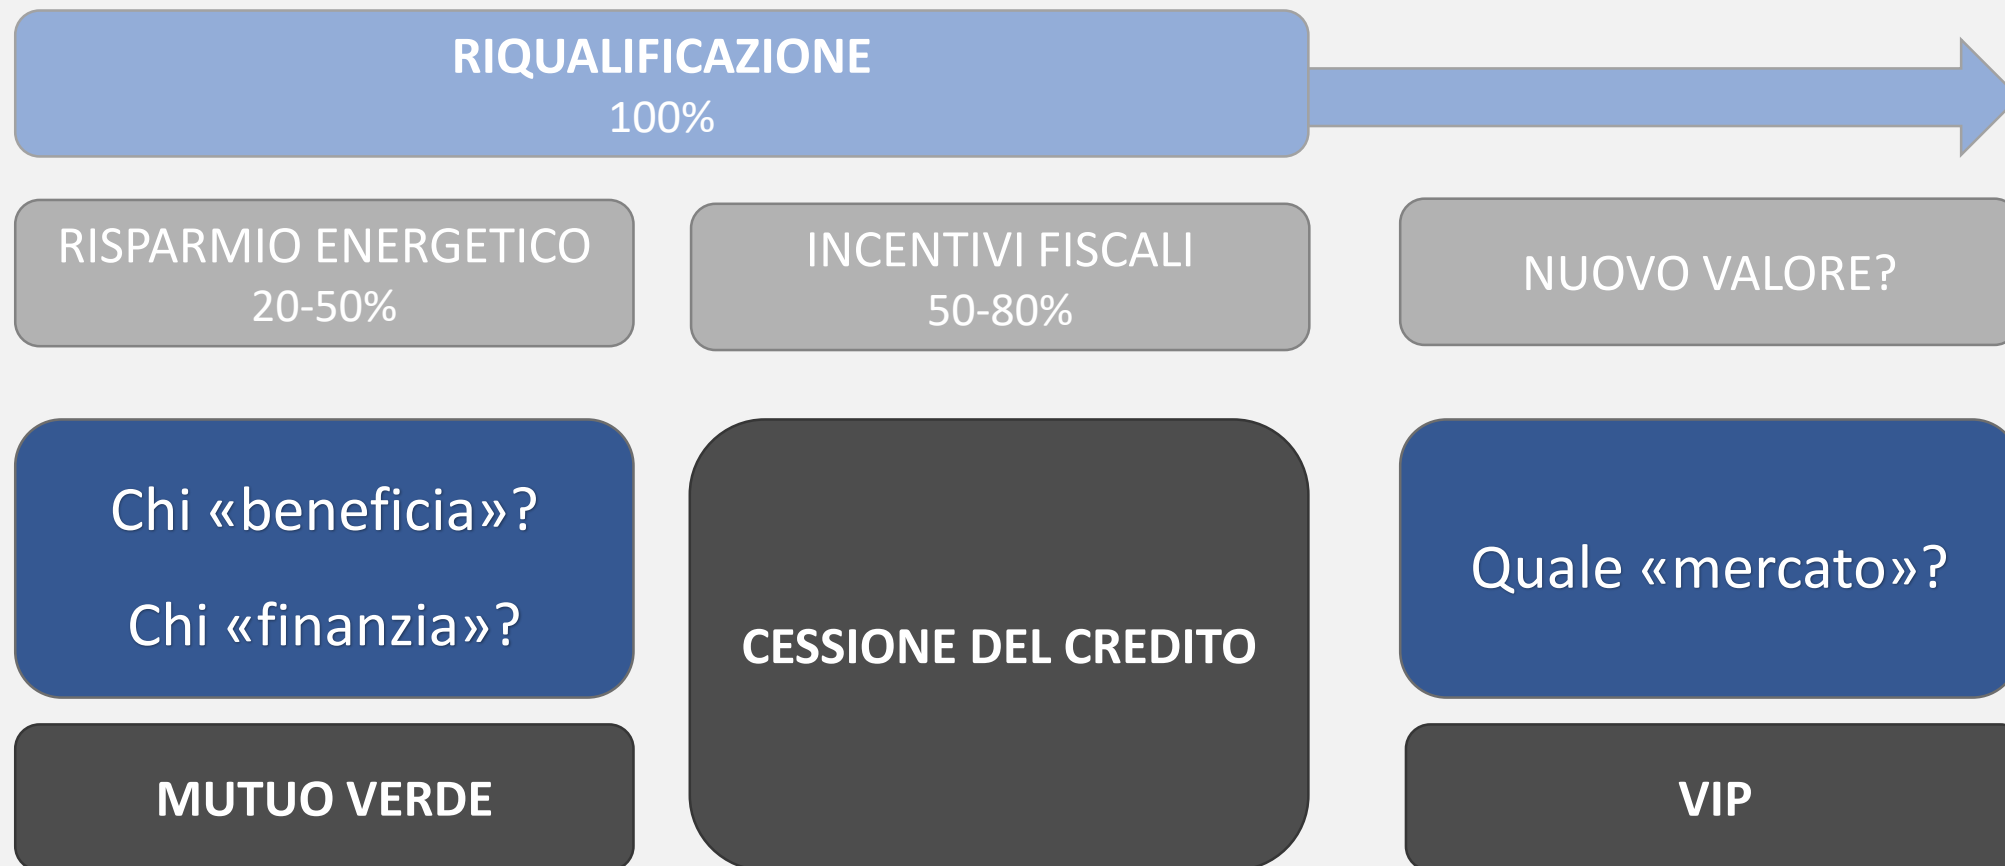 RIQUALIFICAZIONE
100%
RISPARMIO ENERGETICO
20-50%
INCENTIVI FISCALI
50-80%
NUOVO VALORE?
Chi «beneficia»?
Chi «finanzia»?
CESSIONE DEL CREDITO
Quale «mercato»?
MUTUO VERDE
VIP